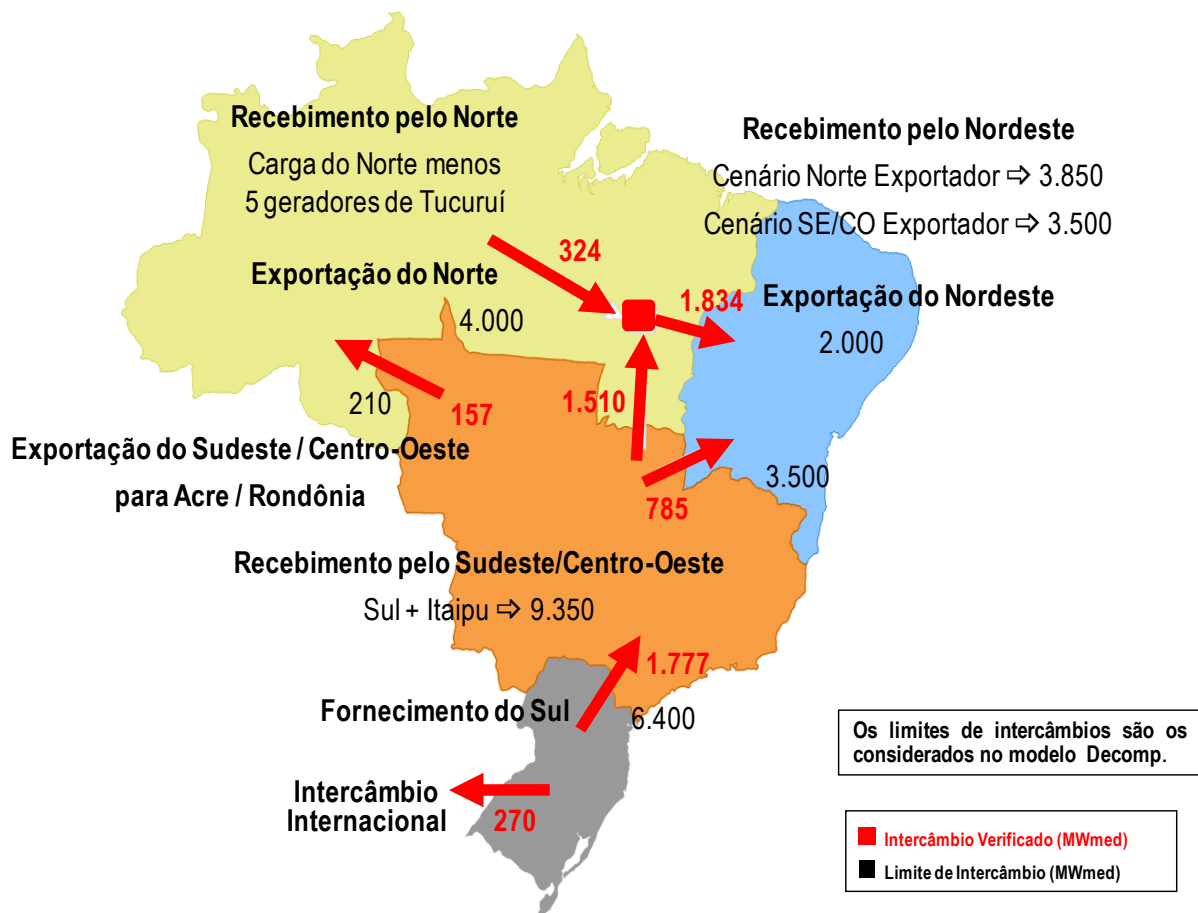 Recebimento pelo Norte
Carga do Norte menos
5 geradores de Tucuruí
Recebimento pelo Nordeste
Cenário Norte Exportador ⇨ 3.850
Cenário SE/CO Exportador ⇨ 3.500
324
Exportação do Norte
4.000
1.834
Exportação do Nordeste
2.000
210
157
1.510
Exportação do Sudeste / Centro-Oeste
para Acre / Rondônia
3.500
785
Recebimento pelo Sudeste/Centro-Oeste
Sul + Itaipu ⇨ 9.350
1.777
Fornecimento do Sul
6.400
Os limites de intercâmbios são os
considerados no modelo Decomp.
Intercâmbio
Internacional
270
Intercâmbio Verificado (MWmed)
Limite de Intercâmbio (MWmed)